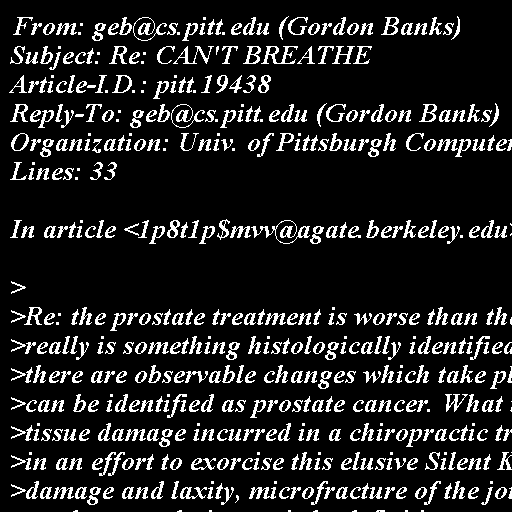 From: geb@cs.pitt.edu (Gordon Banks)
Subject: Re: CAN'T BREATHE
Article-I.D.: pitt.19438
Reply-To: geb@cs.pitt.edu (Gordon Banks)
Organization: Univ. of Pittsburgh Computer
Lines: 33

In article <1p8t1p$mvv@agate.berkeley.edu>

>
>Re: the prostate treatment is worse than the
>really is something histologically identified
>there are observable changes which take pl
>can be identified as prostate cancer. What
>tissue damage incurred in a chiropractic tr
>in an effort to exorcise this elusive Silent K
>damage and laxity, microfracture of the jo